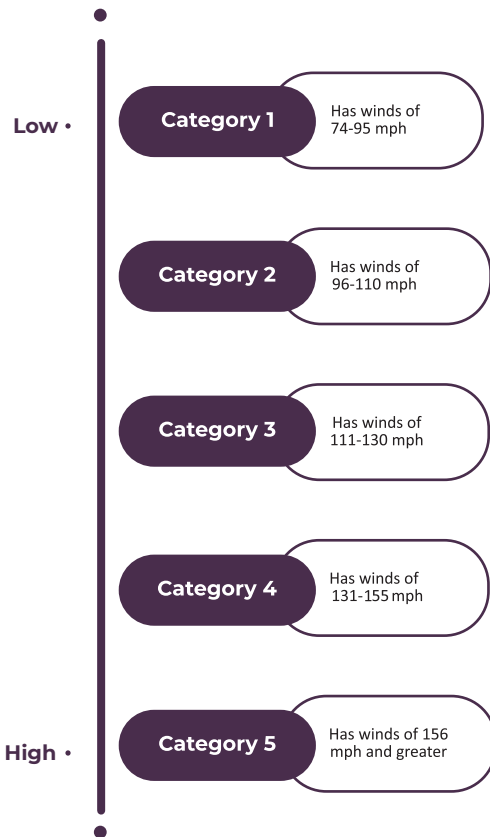 Low
Category 1
Has winds of
74-95 mph
Category 2
Has winds of
96-110 mph
Category 3
Has winds of
111-130 mph
Category 4
Has winds of
131-155 mph
High
Category 5
Has winds of 156
mph and greater